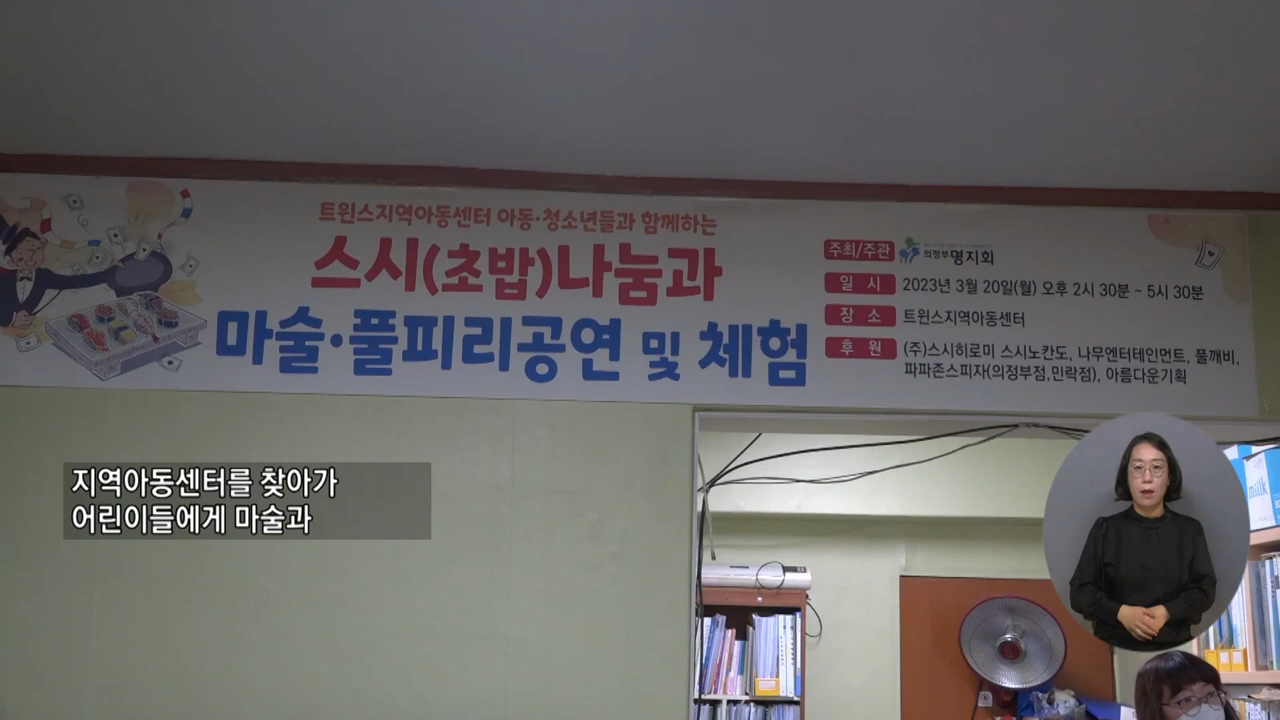 트윈스지역아동센터 아동·청소년들과 함께하는
스시(초밥)나눔과
마술·풀피리공연 및 체험
주최/주관 의정부명지회
일 시 2023년 3월 20일(월) 오후 2시 30분 ~ 5시 30분
장 소 트윈스지역아동센터
후 원 (주)스시히로미 스시노칸도, 나무엔터테인먼트, 풀깨비,
파파존스피자(의정부점,민락점), 아름다운기획
지역아동센터를 찾아가
어린이들에게 마술과
milk